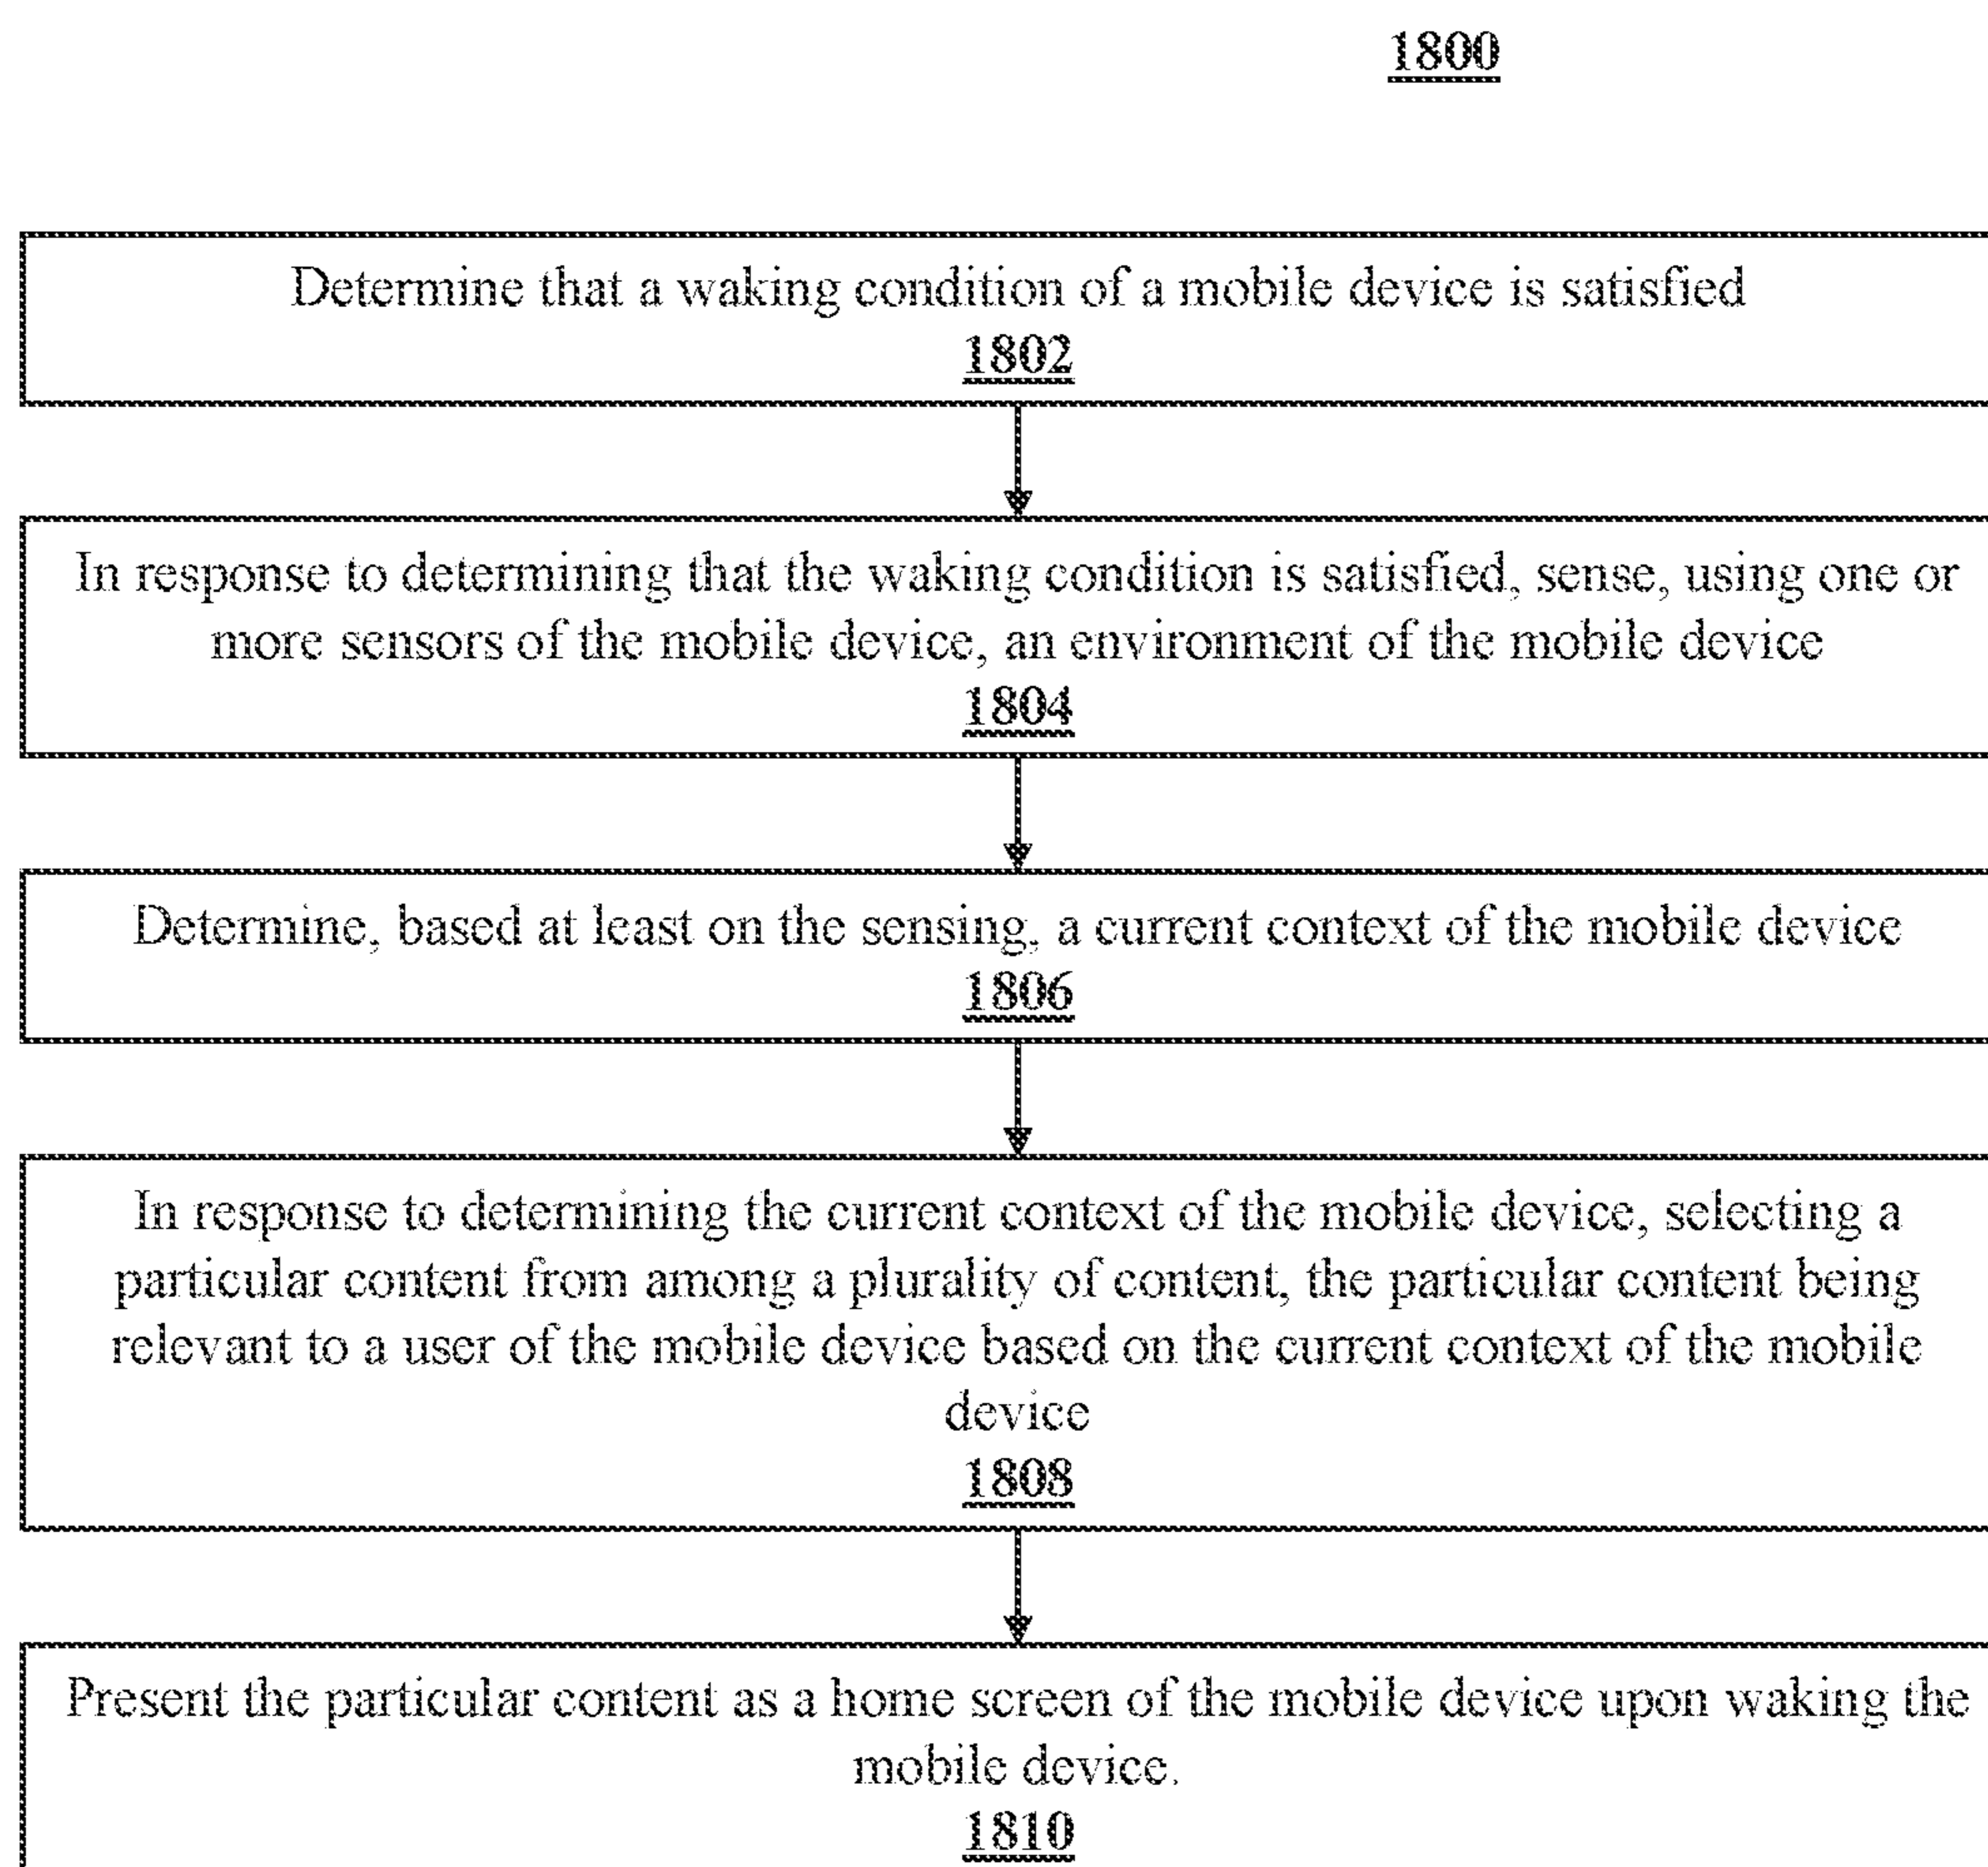 1800
Determine that a waking condition of a mobile device is satisfied
1802
In response to determining that the waking condition is satisfied, sense, using one or
more sensors of the mobile device, an environment of the mobile device
1804
Determine, based at least on the sensing, a current context of the mobile device
1806
In response to determining the current context of the mobile device, selecting a
particular content from among a plurality of content, the particular content being
relevant to a user of the mobile device based on the current context of the mobile
device
1808
Present the particular content as a home screen of the mobile device upon waking the
mobile device.
1810